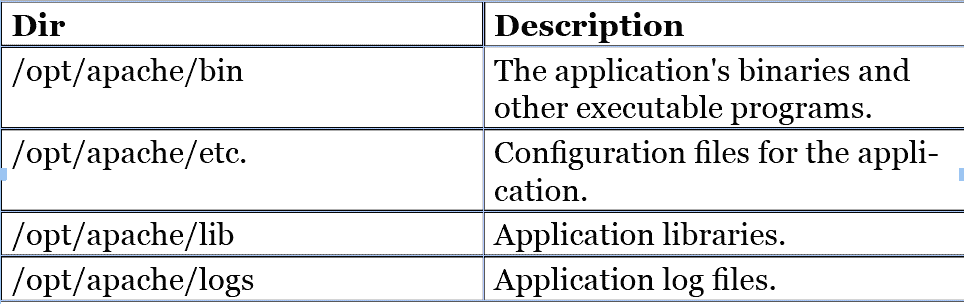 Dir Description
/opt/apache/bin The application's binaries and
other executable programs.
/opt/apache/etc. Configuration files for the appli-
cation.
/opt/apache/lib Application libraries.
/opt/apache/logs Application log files.